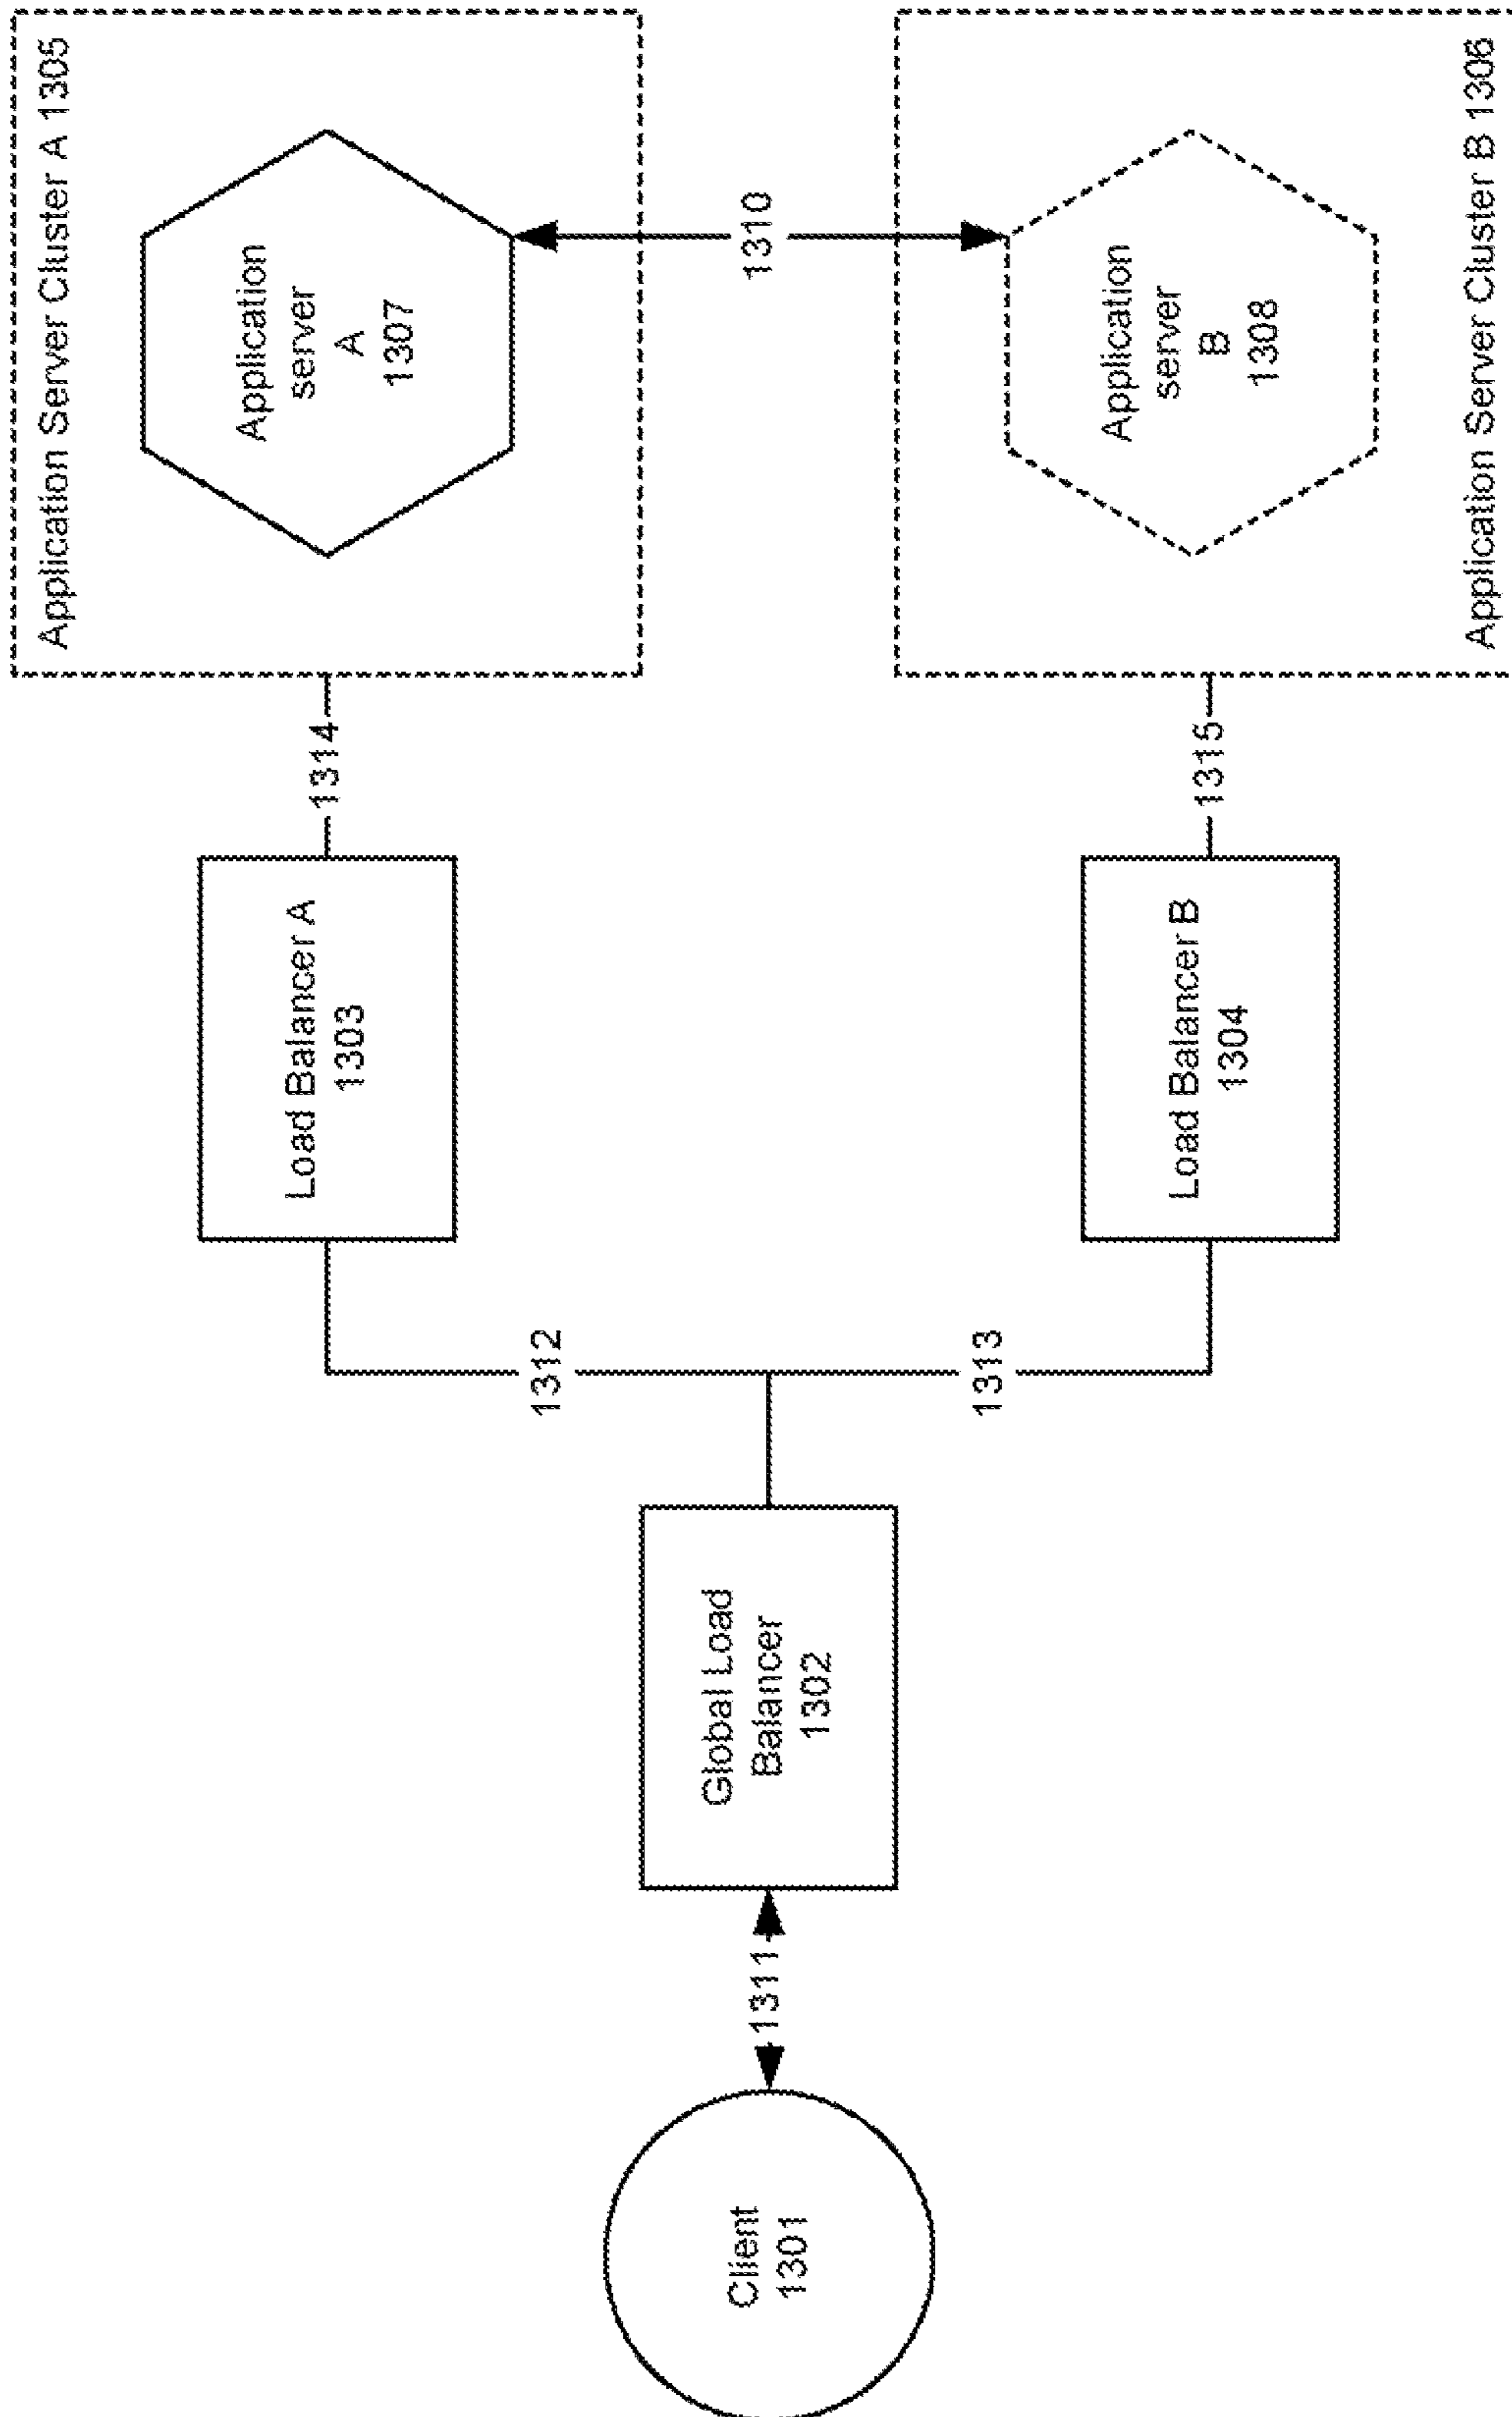 Application Server Cluster A 1305
Application
server
A
1307
1310
Application
server
B
1308
Application Server Cluster B 1306
1314
1315
Load Balancer A
1303
Load Balancer B
1304
1312
1313
Global Load
Balancer
1302
1311
Client
1301